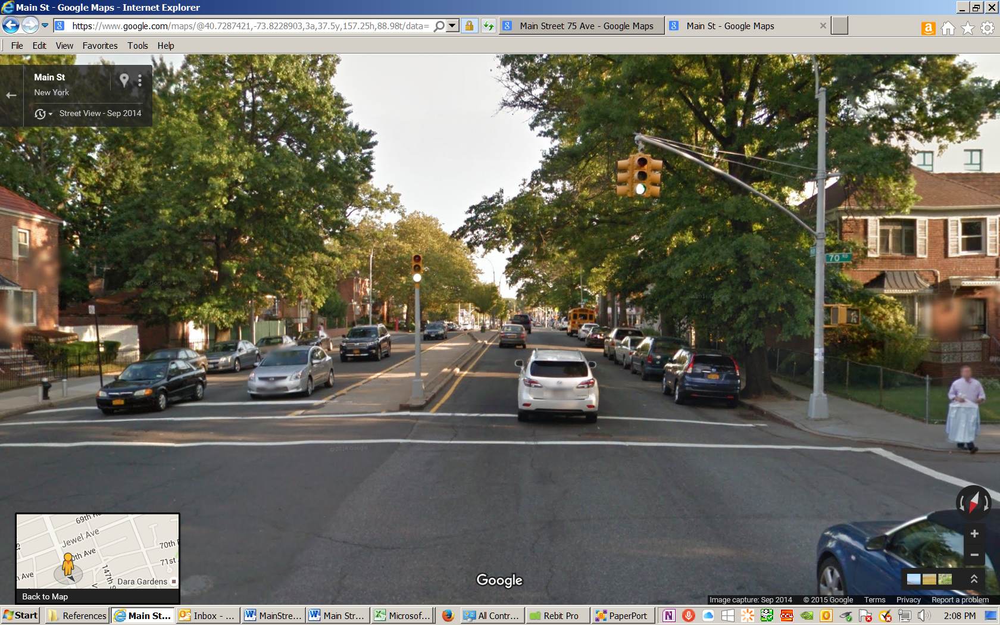 Main St - Google Maps - Internet Explorer
https://www.google.com/maps/@40.7287421,-73.8228903,3a,37.5y,157.25h,88.98t/data=
Main Street 75 Ave - Google Maps
Main St - Google Maps
File Edit View Favorites Tools Help
Main St
New York
Street View - Sep 2014
70 RD
© 2014 Google
69th
Jewel Ave
0th Ave
70th
71st
n Ave
147th
Dara Gardens
Back to Map
Google
Image capture: Sep 2014 © 2015 Google Terms Privacy Report a problem
Start References Main St... Inbox - ... MainStre... Main Str... Microsof... All Contr... Rebit Pro PaperPort 2:08 PM